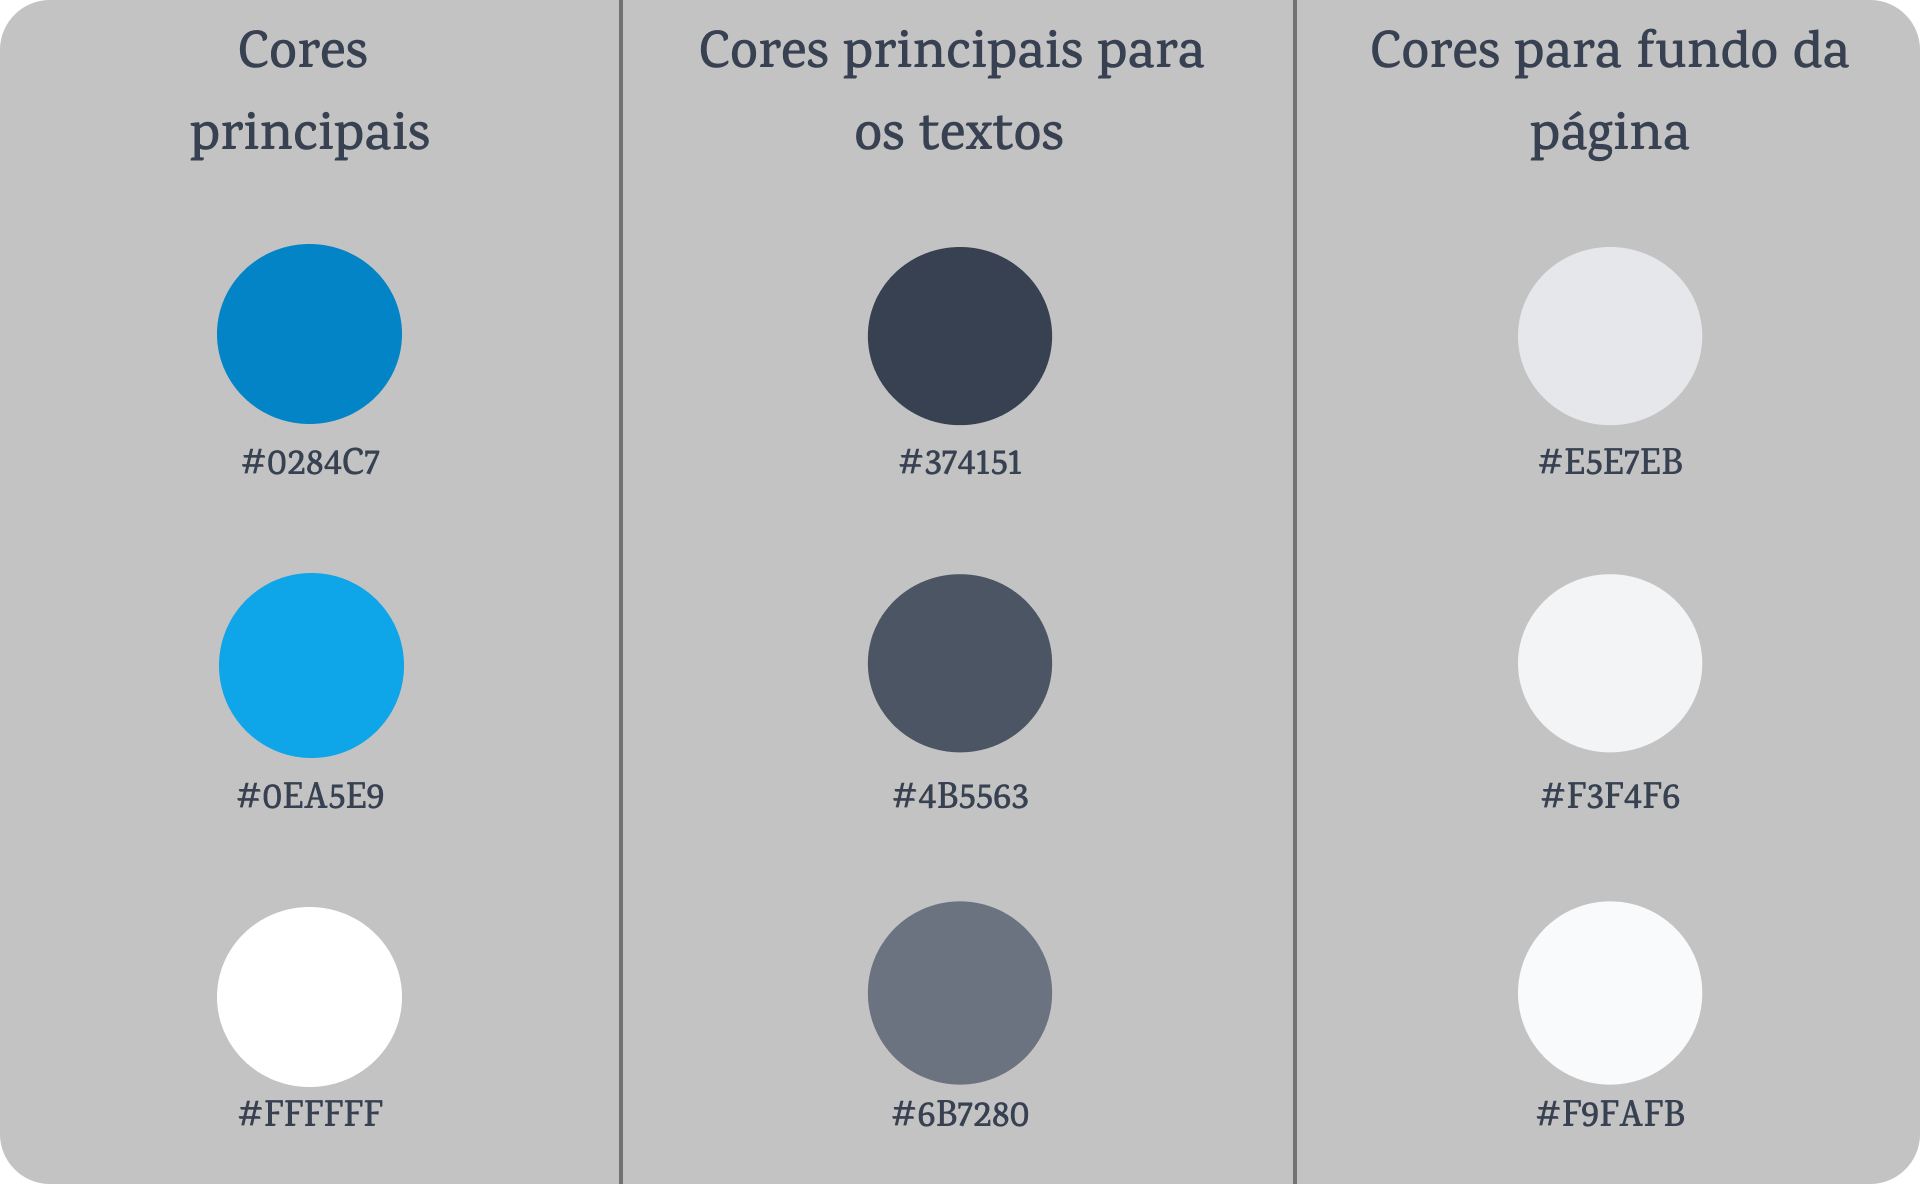 Cores
principais
#0284C7
#0EA5E9
#FFFFFF
Cores principais para
os textos
#374151
#4B5563
#6B7280
Cores para fundo da
página
#E5E7EB
#F3F4F6
#F9FAFB